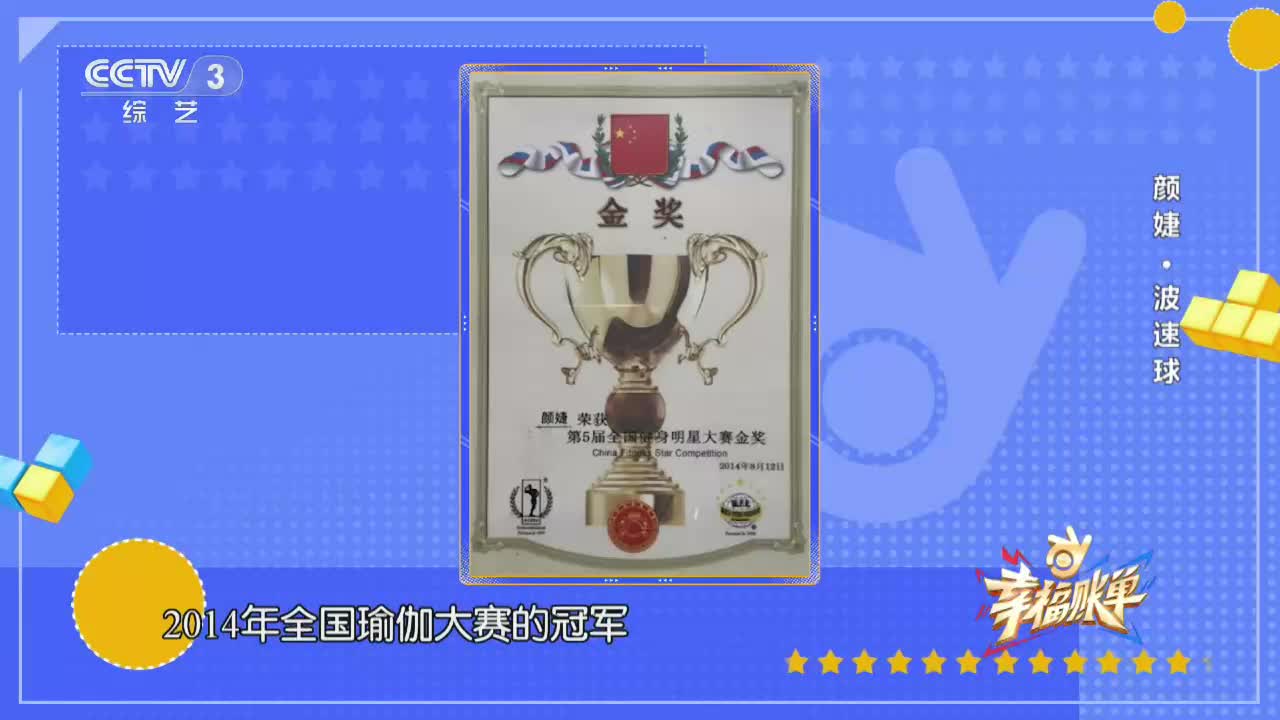 CCTV 3
综艺
金奖
颜婕 荣获
第5届全国健身明星大赛金奖
China Fitness Star Competition
2014年8月12日
颜婕·波速球
幸福账单
2014年全国瑜伽大赛的冠军